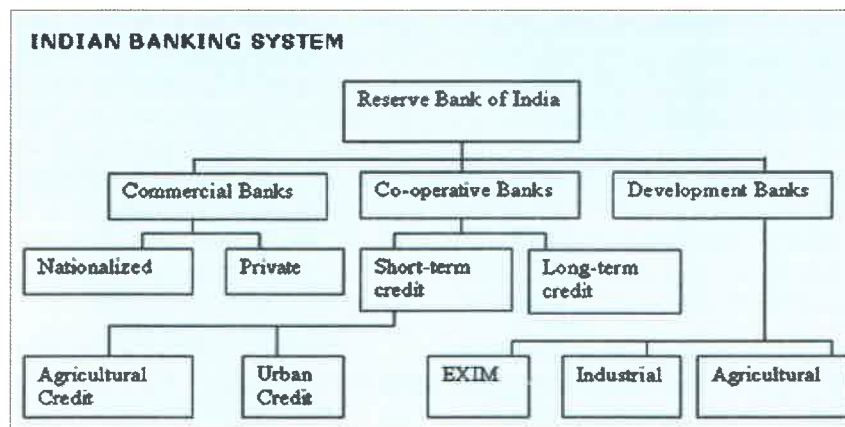 INDIAN BANKING SYSTEM
Reserve Bank of India
Commercial Banks
Co-operative Banks
Development Banks
Nationalized
Private
Short-term
credit
Long-term
credit
Agricultural
Credit
Urban
Credit
EXIM
Industrial
Agricultural